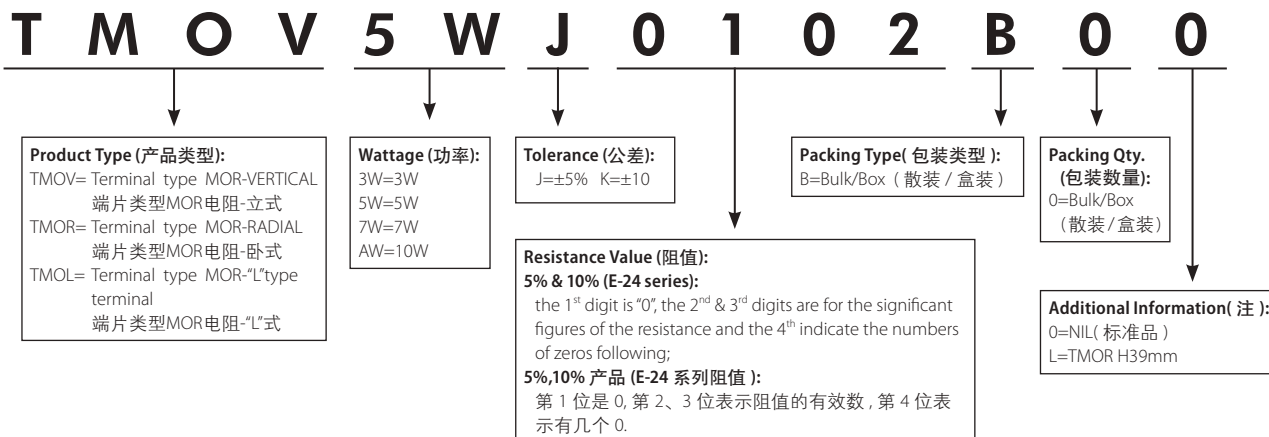 TMOV5WJ0102B00
Product Type (产品类型):
TMOV= Terminal type MOR-VERTICAL
端片类型MOR电阻-立式
TMOR= Terminal type MOR-RADIAL
端片类型MOR电阻-卧式
TMOL= Terminal type MOR-“L”type
terminal
端片类型MOR电阻-“L”式
Wattage (功率):
3W=3W
5W=5W
7W=7W
AW=10W
Tolerance (公差):
J=±5% K=±10
Resistance Value (阻值):
5% & 10% (E-24 series):
the 1st digit is “0”, the 2nd & 3rd digits are for the significant
figures of the resistance and the 4th indicate the numbers
of zeros following;
5%,10% 产品 (E-24 系列阻值 ):
第 1 位是 0, 第 2、3 位表示阻值的有效数 , 第 4 位表
示有几个 0.
Packing Type( 包装类型 ):
B=Bulk/Box ( 散装 / 盒装 )
Packing Qty.
(包装数量):
0=Bulk/Box
(散装/盒装)
Additional Information( 注 ):
0=NIL( 标准品 )
L=TMOR H39mm